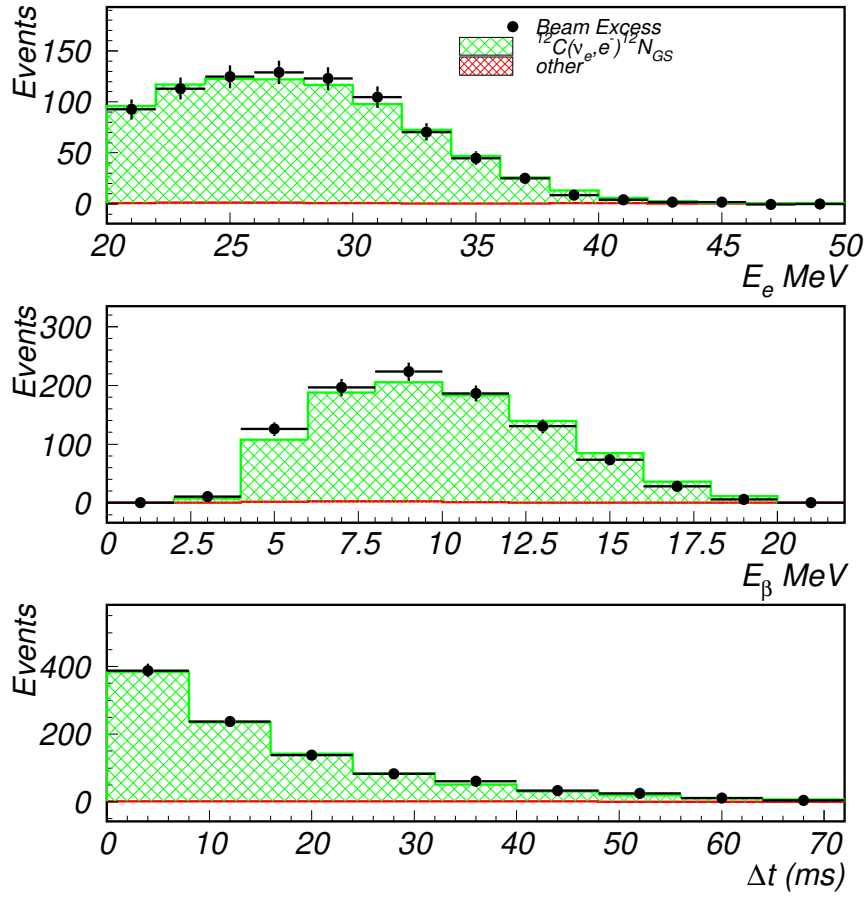 Beam Excess
¹²C(νₑ,e⁻)¹²N_GS
other
Events
150
100
50
0
20 25 30 35 40 45 50
E_e MeV
Events
300
200
100
0
0 2.5 5 7.5 10 12.5 15 17.5 20
E_β MeV
Events
400
200
0
0 10 20 30 40 50 60 70
Δt (ms)